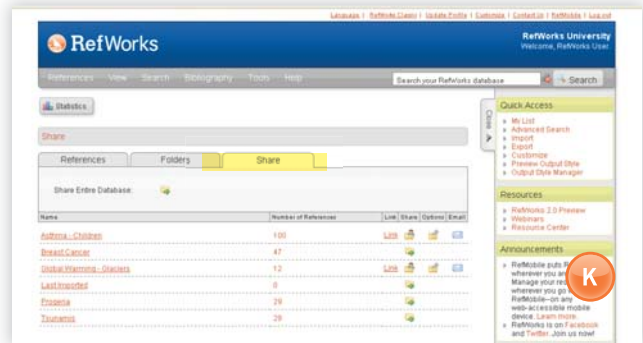 Language | RefWorks Classic | Update Profile | Customize | Contact Us | RefMobile | Log out
RefWorks
RefWorks University
Welcome, RefWorks User.
References View Search Bibliography Tools Help
Search your RefWorks database
Search
Statistics
Close
Quick Access
My List
Advanced Search
Import
Export
Customize
Preview Output Style
Output Style Manager
Share
References Folders Share
Share Entire Database:
Resources
RefWorks 2.0 Preview
Webinars
Resource Center
Name Number of References Link Share Options Email
Asthma - Children 100 Link
Breast Cancer 47
Global Warming - Glaciers 12 Link
Last Imported 0
Progeria 29
Tsunamis 29
Announcements
RefMobile puts
wherever you are
Manage your
wherever you
RefMobile--on any
web-accessible mobile
device. Learn more.
RefWorks is on Facebook
and Twitter. Join us now!
K